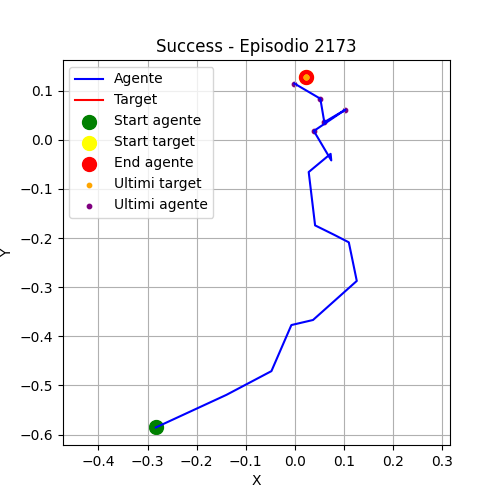 Success - Episodio 2173
Agente
Target
Start agente
Start target
End agente
Ultimi target
Ultimi agente
0.1
0.0
−0.1
−0.2
−0.3
−0.4
−0.5
−0.6
Y
−0.4
−0.3
−0.2
−0.1
0.0
0.1
0.2
0.3
X